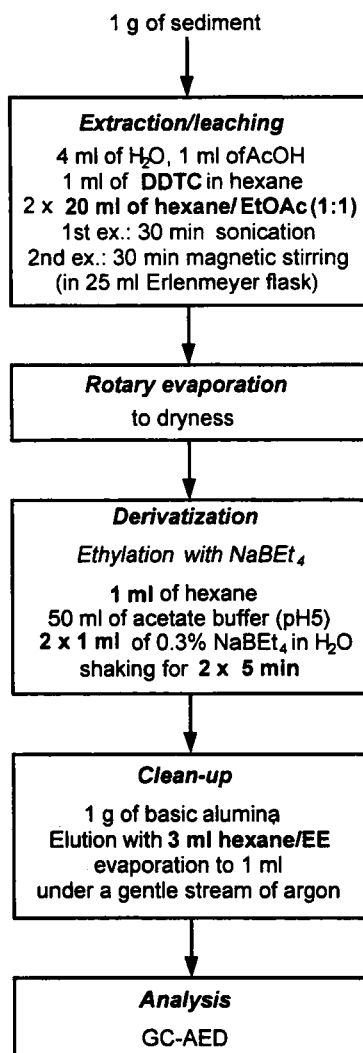 1 g of sediment
Extraction/leaching
4 ml of H₂O, 1 ml ofAcOH
1 ml of DDTC in hexane
2 x 20 ml of hexane/EtOAc (1:1)
1st ex.: 30 min sonication
2nd ex.: 30 min magnetic stirring
(in 25 ml Erlenmeyer flask)
Rotary evaporation
to dryness
Derivatization
Ethylation with NaBEt₄
1 ml of hexane
50 ml of acetate buffer (pH5)
2 x 1 ml of 0.3% NaBEt₄ in H₂O
shaking for 2 x 5 min
Clean-up
1 g of basic alumina
Elution with 3 ml hexane/EE
evaporation to 1 ml
under a gentle stream of argon
Analysis
GC-AED